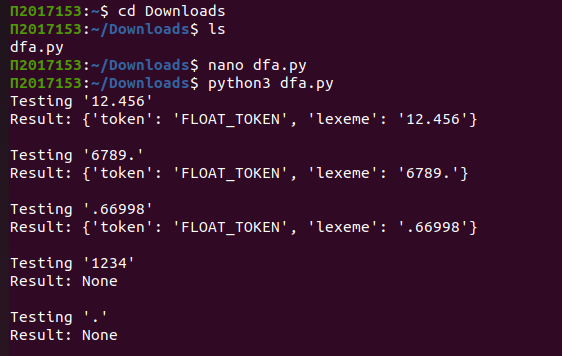 Π2017153:~$ cd Downloads
Π2017153:~/Downloads$ ls
dfa.py
Π2017153:~/Downloads$ nano dfa.py
Π2017153:~/Downloads$ python3 dfa.py
Testing '12.456'
Result: {'token': 'FLOAT_TOKEN', 'lexeme': '12.456'}
Testing '6789.'
Result: {'token': 'FLOAT_TOKEN', 'lexeme': '6789.'}
Testing '.66998'
Result: {'token': 'FLOAT_TOKEN', 'lexeme': '.66998'}
Testing '1234'
Result: None
Testing '.'
Result: None